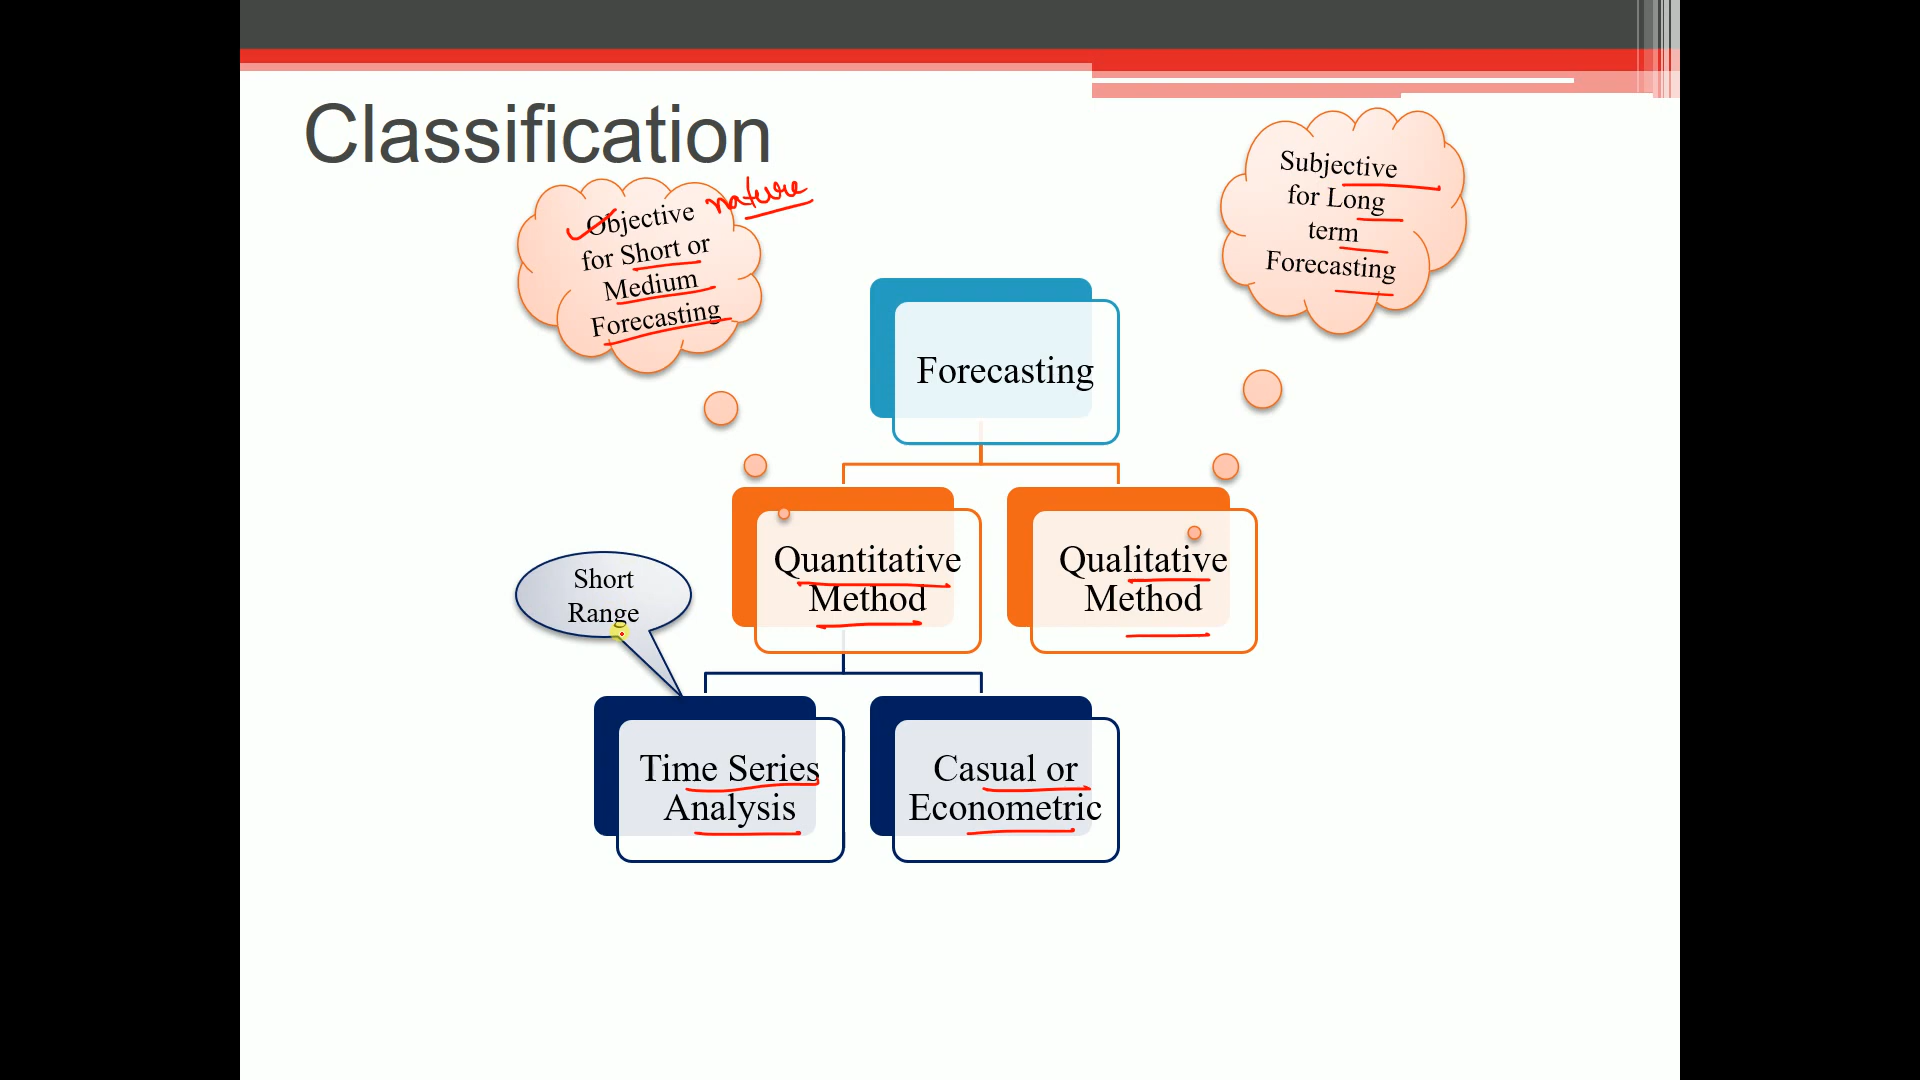 Classification
Objective nature
for Short or
Medium
Forecasting
Subjective
for Long
term
Forecasting
Forecasting
Quantitative
Method
Qualitative
Method
Short
Range
Time Series
Analysis
Casual or
Econometric